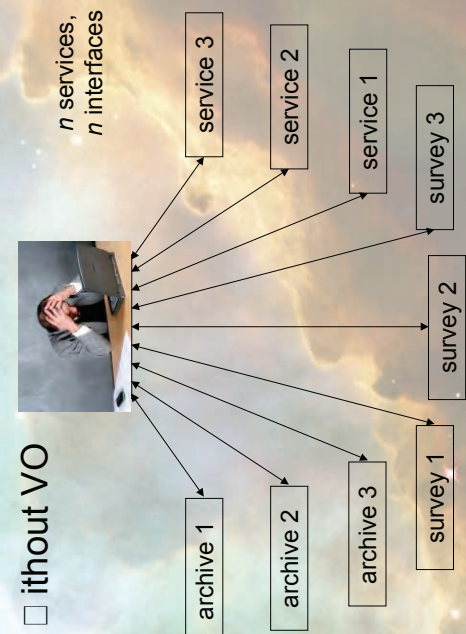 □ ithout VO
n services,
n interfaces
archive 1
archive 2
archive 3
survey 1
survey 2
survey 3
service 1
service 2
service 3